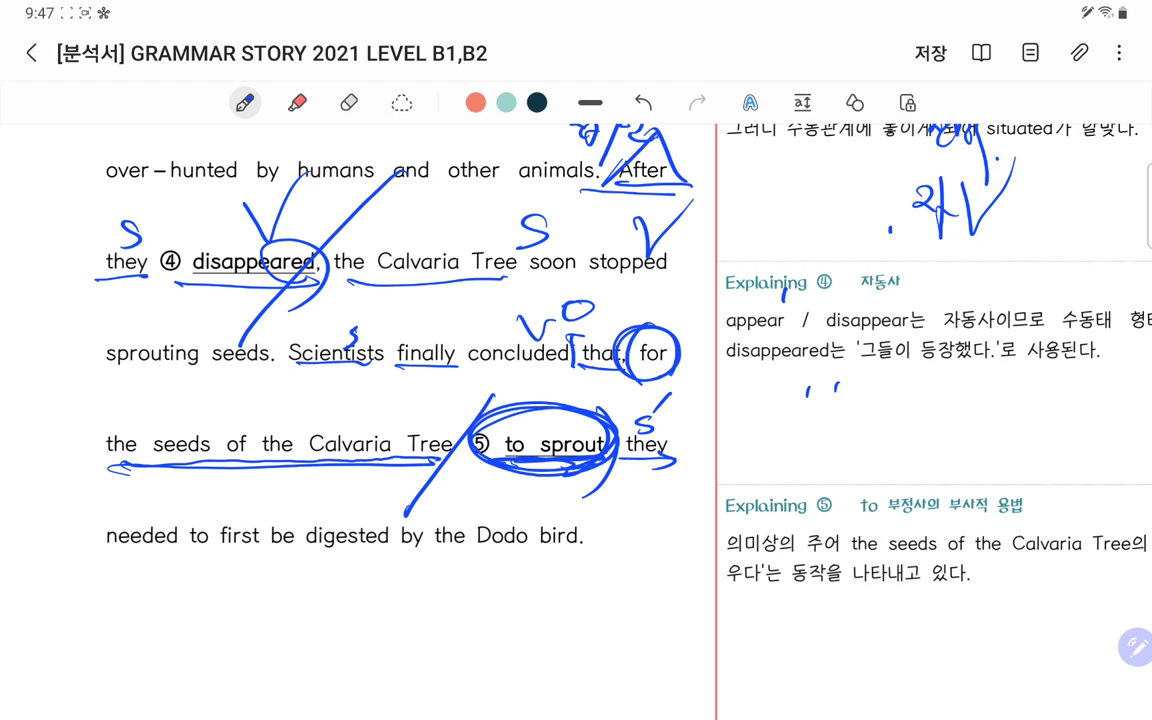 9:47
[분석서] GRAMMAR STORY 2021 LEVEL B1,B2
저장
over-hunted by humans and other animals. After
S
S
V
they ④ disappeared, the Calvaria Tree soon stopped
S
V
O
sprouting seeds. Scientists finally concluded that, for
S'
the seeds of the Calvaria Tree ⑤ to sprout, they
needed to first be digested by the Dodo bird.
그러니 수동관계에 놓이게 되어 situated가 알맞다.
Explaining ④ 자동사
appear / disappear는 자동사이므로 수동태 형태
disappeared는 '그들이 등장했다.'로 사용된다.
Explaining ⑤ to 부정사의 부사적 용법
의미상의 주어 the seeds of the Calvaria Tree의
우다'는 동작을 나타내고 있다.